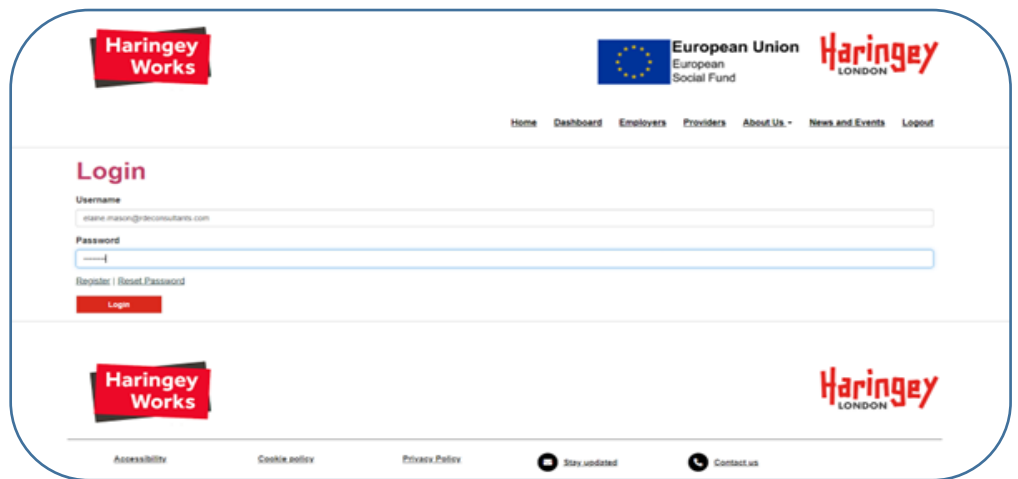 Haringey
Works
European Union
European
Social Fund
Haringey
LONDON
Home Dashboard Employers Providers About Us News and Events Logout
Login
Username
elaine.mason@rdeconsultants.com
Password
Register | Reset Password
Login
Haringey
Works
Haringey
LONDON
Accessibility Cookie policy Privacy Policy Stay updated Contact us